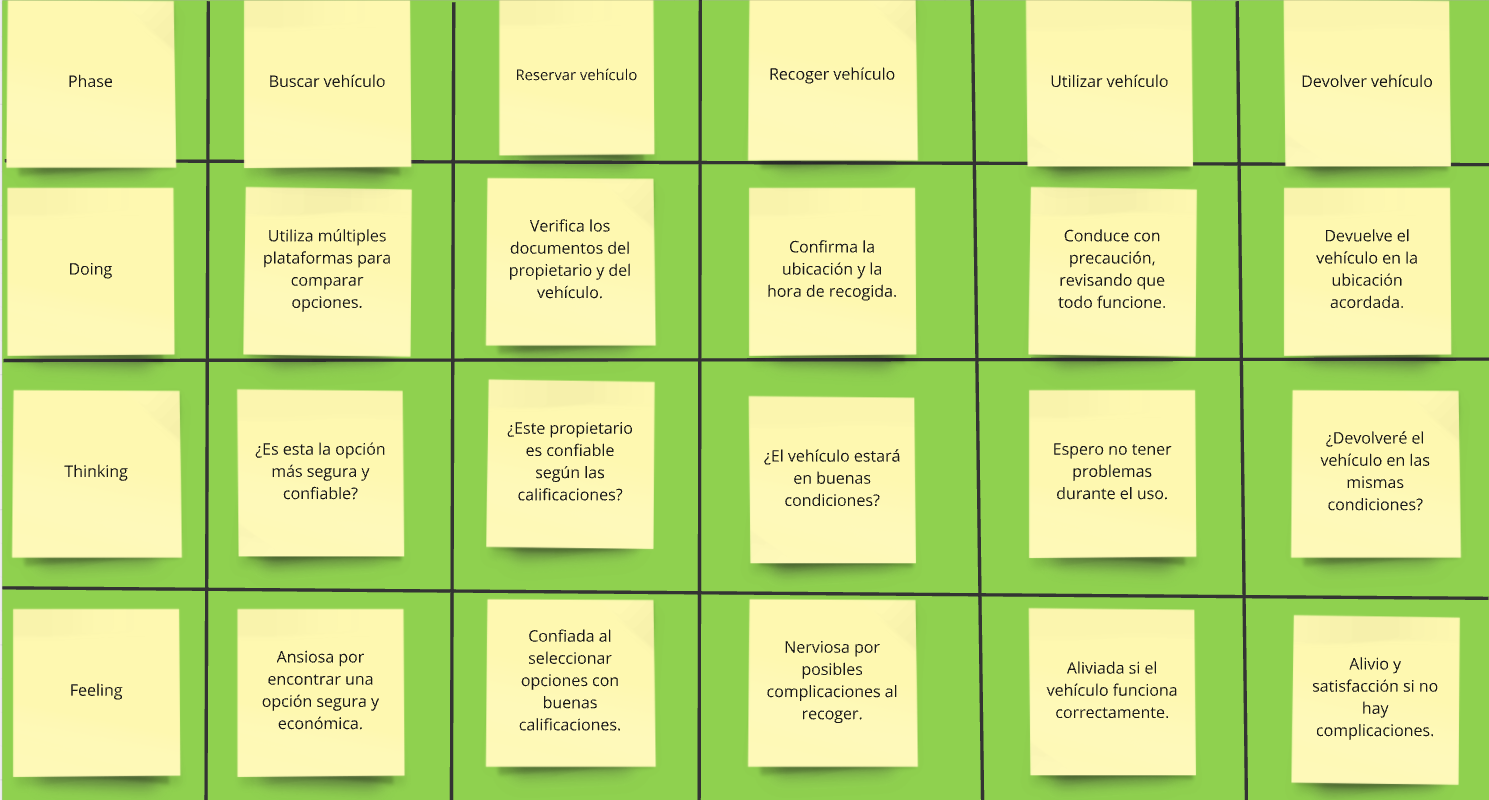 Phase
Buscar vehículo
Reservar vehículo
Recoger vehículo
Utilizar vehículo
Devolver vehículo
Doing
Utiliza múltiples
plataformas para
comparar
opciones.
Verifica los
documentos del
propietario y del
vehículo.
Confirma la
ubicación y la
hora de recogida.
Conduce con
precaución,
revisando que
todo funcione.
Devuelve el
vehículo en la
ubicación
acordada.
Thinking
¿Es esta la opción
más segura y
confiable?
¿Este propietario
es confiable
según las
calificaciones?
¿El vehículo estará
en buenas
condiciones?
Espero no tener
problemas
durante el uso.
¿Devolveré el
vehículo en las
mismas
condiciones?
Feeling
Ansiosa por
encontrar una
opción segura y
económica.
Confiada al
seleccionar
opciones con
buenas
calificaciones.
Nerviosa por
posibles
complicaciones al
recoger.
Aliviada si el
vehículo funciona
correctamente.
Alivio y
satisfacción si no
hay
complicaciones.